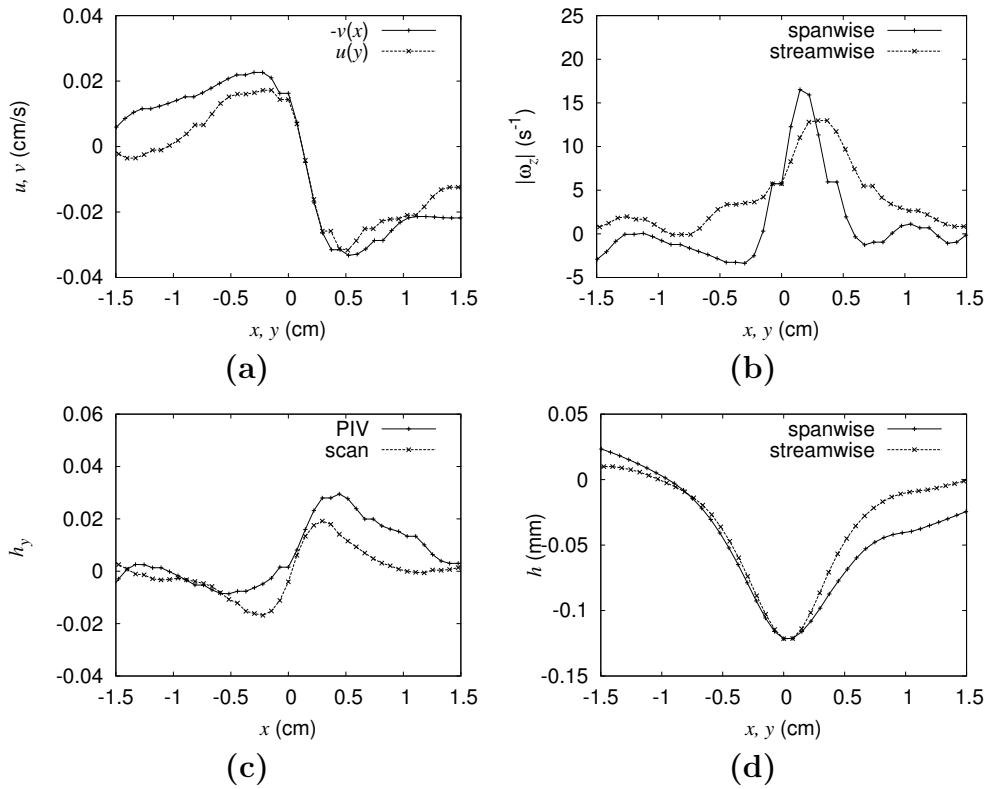 -v(x)
u(y)
0.04
0.02
0
-0.02
-0.04
u, v (cm/s)
-1.5 -1 -0.5 0 0.5 1 1.5
x, y (cm)
(a)
spanwise
streamwise
25
20
15
10
5
0
-5
|ω_z| (s^-1)
-1.5 -1 -0.5 0 0.5 1 1.5
x, y (cm)
(b)
PIV
scan
0.06
0.04
0.02
0
-0.02
-0.04
h_y
-1.5 -1 -0.5 0 0.5 1 1.5
x (cm)
(c)
spanwise
streamwise
0.05
0
-0.05
-0.1
-0.15
h (mm)
-1.5 -1 -0.5 0 0.5 1 1.5
x, y (cm)
(d)